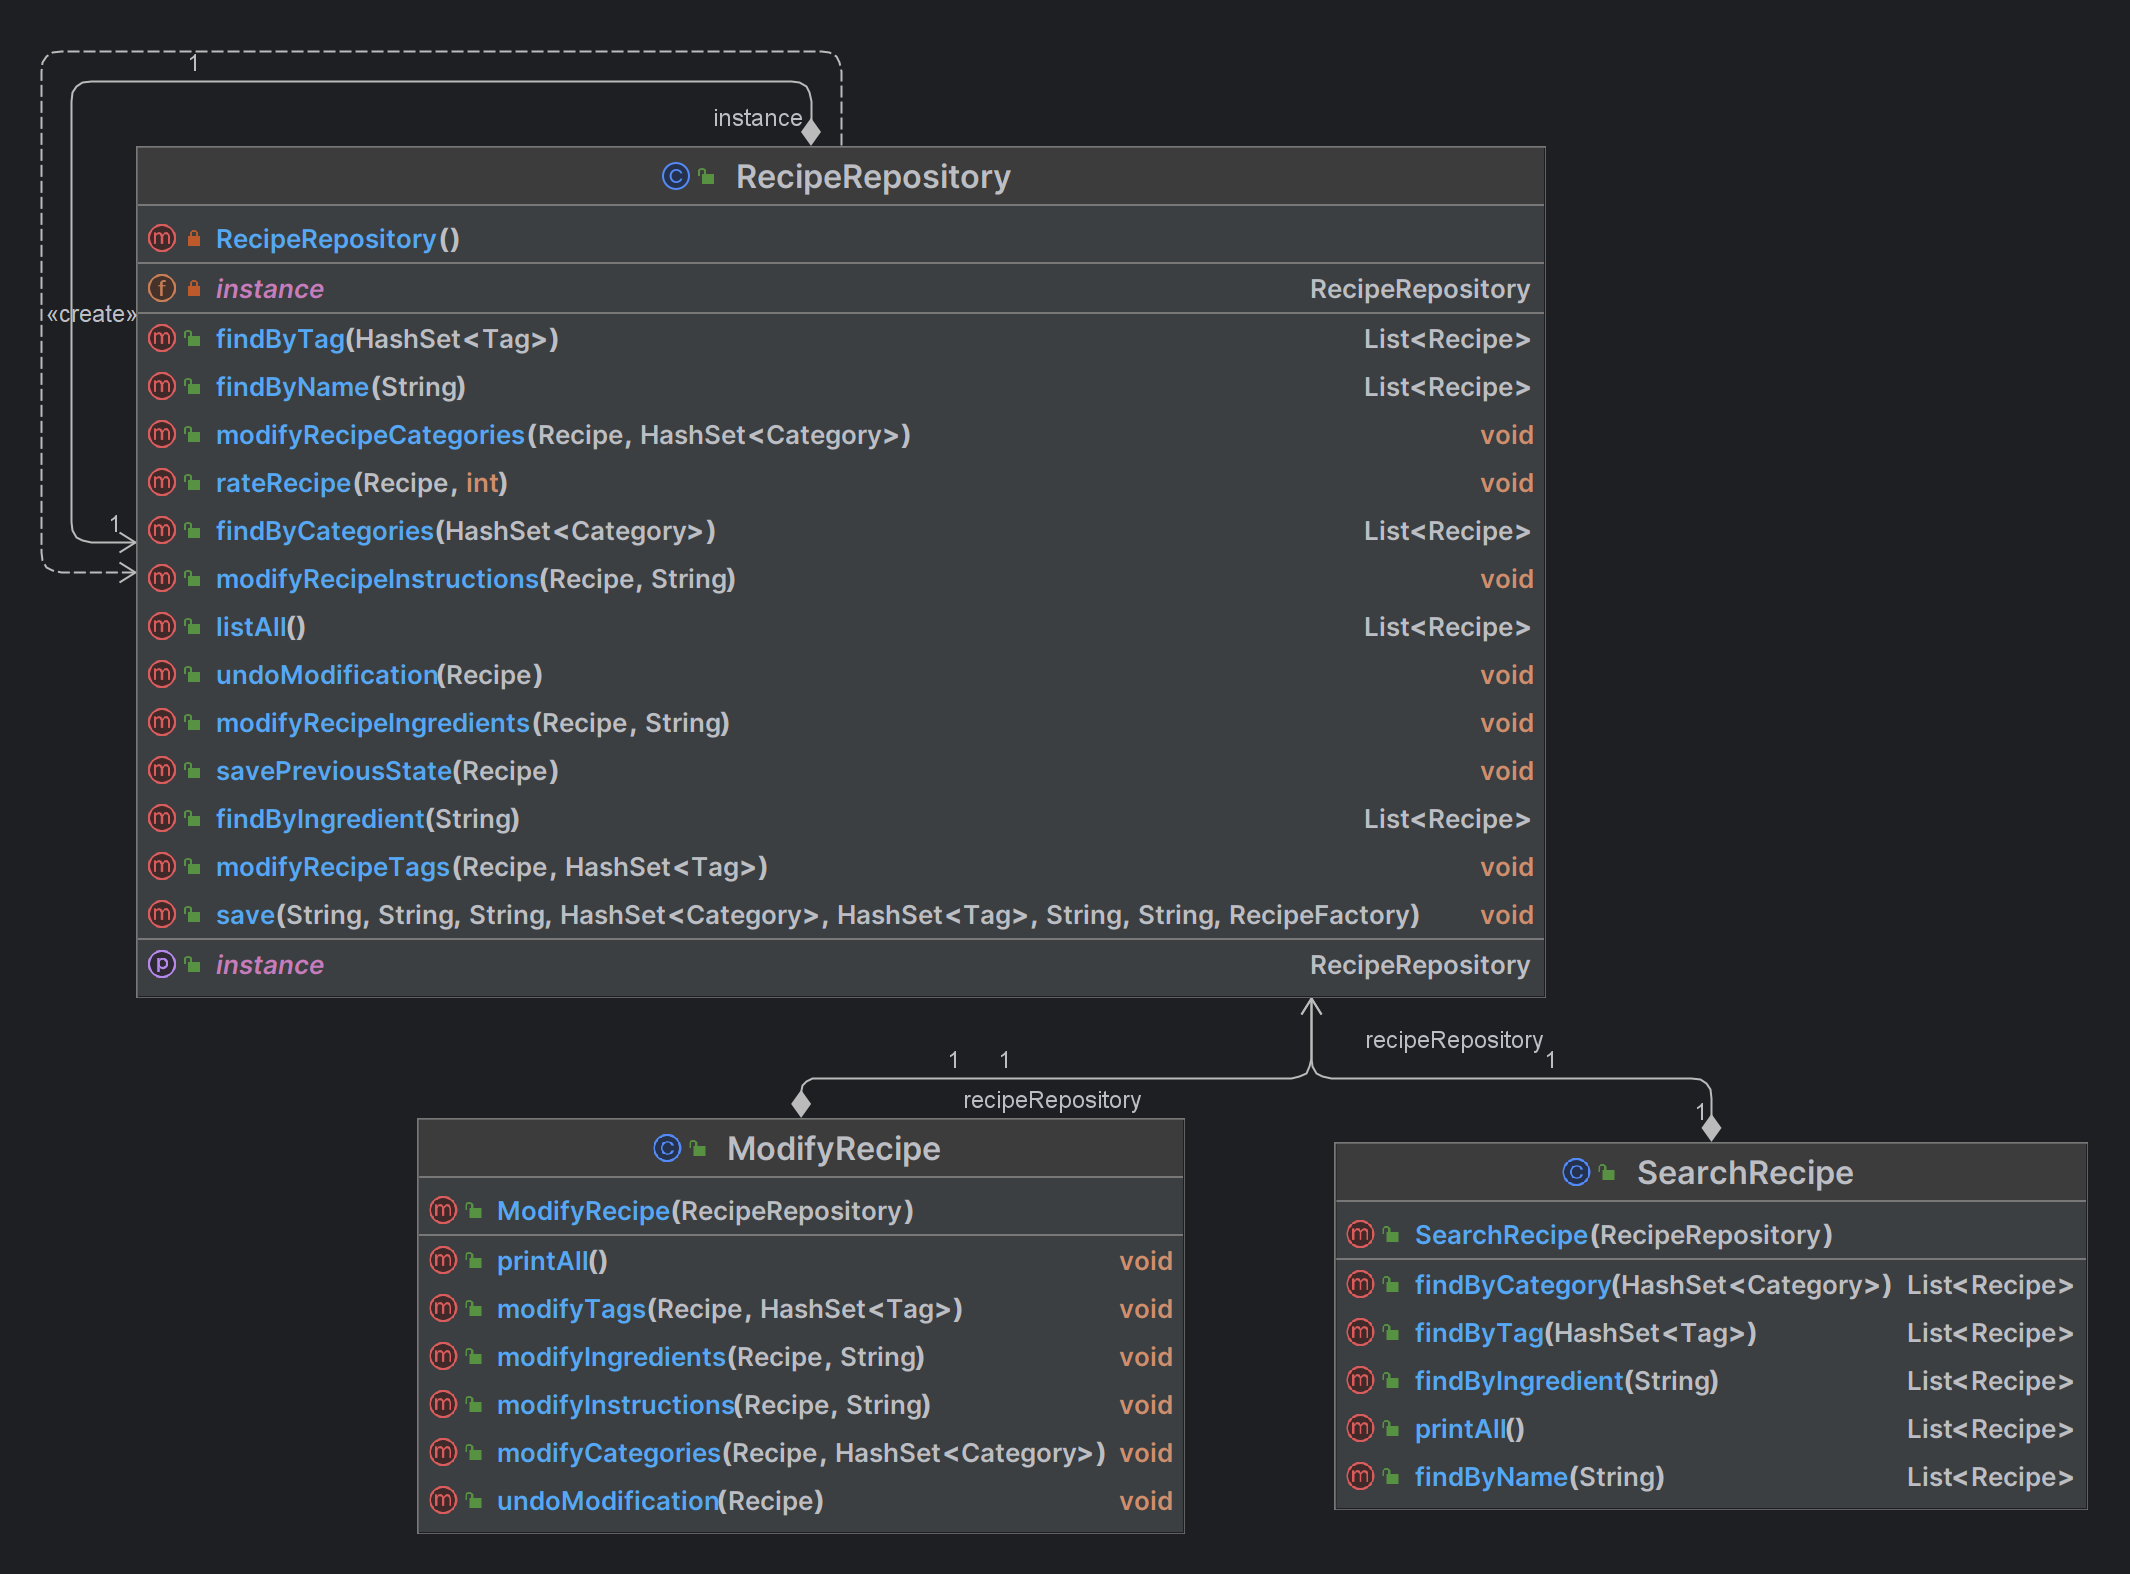 1
instance
RecipeRepository
RecipeRepository()
instance RecipeRepository
«create»
findByTag(HashSet<Tag>) List<Recipe>
findByName(String) List<Recipe>
modifyRecipeCategories(Recipe, HashSet<Category>) void
rateRecipe(Recipe, int) void
1
findByCategories(HashSet<Category>) List<Recipe>
modifyRecipeInstructions(Recipe, String) void
listAll() List<Recipe>
undoModification(Recipe) void
modifyRecipeIngredients(Recipe, String) void
savePreviousState(Recipe) void
findByIngredient(String) List<Recipe>
modifyRecipeTags(Recipe, HashSet<Tag>) void
save(String, String, String, HashSet<Category>, HashSet<Tag>, String, String, RecipeFactory) void
instance RecipeRepository
recipeRepository
1 1 1
recipeRepository
1
ModifyRecipe
ModifyRecipe(RecipeRepository)
printAll() void
modifyTags(Recipe, HashSet<Tag>) void
modifyIngredients(Recipe, String) void
modifyInstructions(Recipe, String) void
modifyCategories(Recipe, HashSet<Category>) void
undoModification(Recipe) void
SearchRecipe
SearchRecipe(RecipeRepository)
findByCategory(HashSet<Category>) List<Recipe>
findByTag(HashSet<Tag>) List<Recipe>
findByIngredient(String) List<Recipe>
printAll() List<Recipe>
findByName(String) List<Recipe>